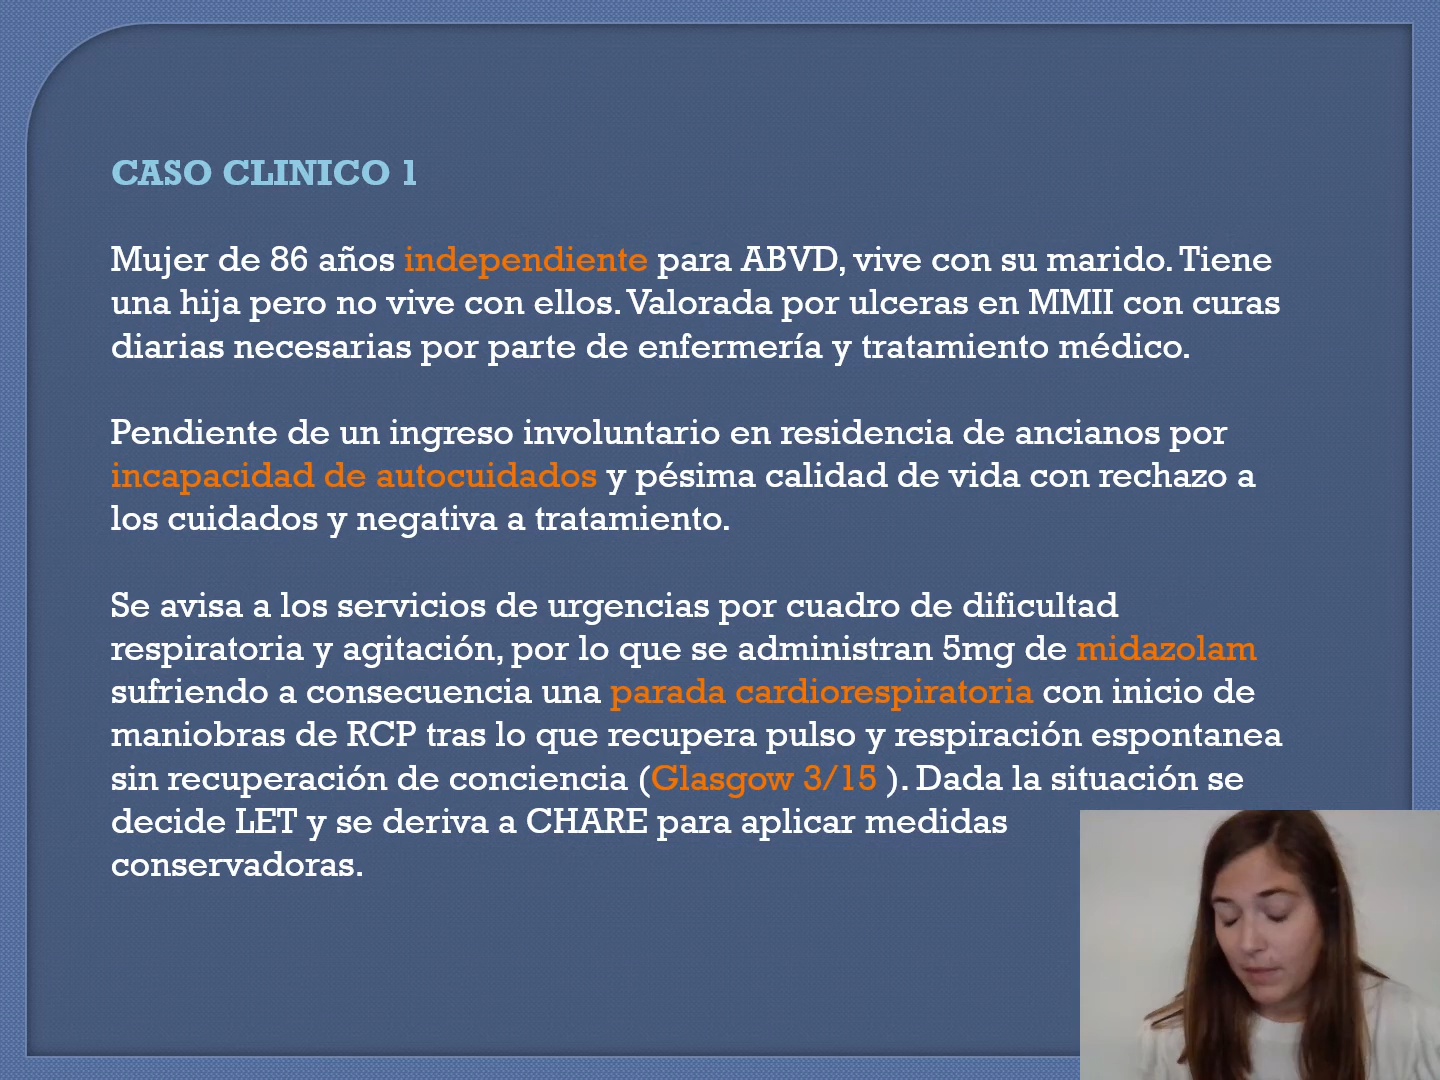 CASO CLINICO 1
Mujer de 86 años independiente para ABVD, vive con su marido. Tiene
una hija pero no vive con ellos. Valorada por ulceras en MMII con curas
diarias necesarias por parte de enfermería y tratamiento médico.
Pendiente de un ingreso involuntario en residencia de ancianos por
incapacidad de autocuidados y pésima calidad de vida con rechazo a
los cuidados y negativa a tratamiento.
Se avisa a los servicios de urgencias por cuadro de dificultad
respiratoria y agitación, por lo que se administran 5mg de midazolam
sufriendo a consecuencia una parada cardiorespiratoria con inicio de
maniobras de RCP tras lo que recupera pulso y respiración espontanea
sin recuperación de conciencia (Glasgow 3/15 ). Dada la situación se
decide LET y se deriva a CHARE para aplicar medidas
conservadoras.